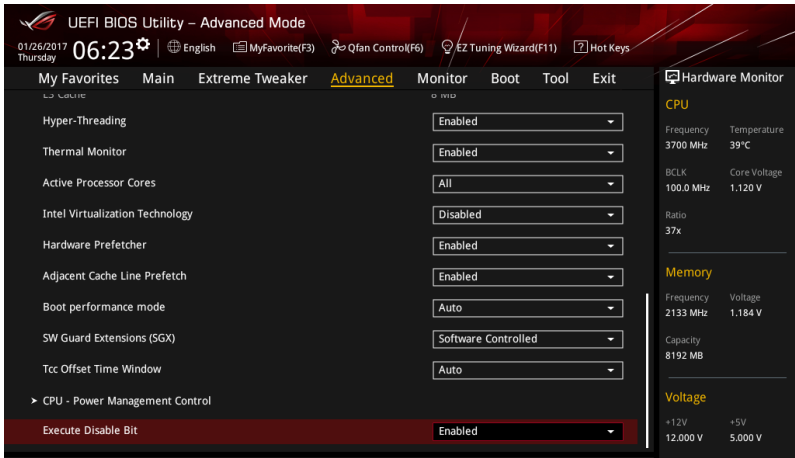 UEFI BIOS Utility – Advanced Mode
01/26/2017
Thursday
06:23
English
MyFavorite(F3)
Qfan Control(F6)
EZ Tuning Wizard(F11)
? Hot Keys
My Favorites Main Extreme Tweaker Advanced Monitor Boot Tool Exit
Hardware Monitor
L3 Cache 8 MB
Hyper-Threading Enabled
Thermal Monitor Enabled
Active Processor Cores All
Intel Virtualization Technology Disabled
Hardware Prefetcher Enabled
Adjacent Cache Line Prefetch Enabled
Boot performance mode Auto
SW Guard Extensions (SGX) Software Controlled
Tcc Offset Time Window Auto
> CPU - Power Management Control
Execute Disable Bit Enabled
CPU
Frequency Temperature
3700 MHz 39°C
BCLK Core Voltage
100.0 MHz 1.120 V
Ratio
37x
Memory
Frequency Voltage
2133 MHz 1.184 V
Capacity
8192 MB
Voltage
+12V +5V
12.000 V 5.000 V